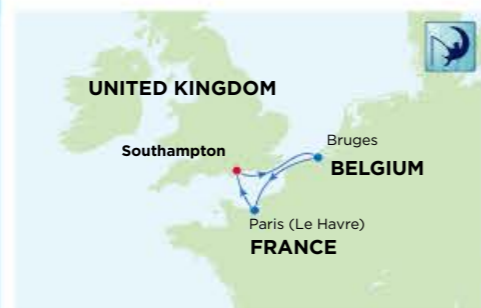 UNITED KINGDOM
Southampton
Bruges
BELGIUM
Paris (Le Havre)
FRANCE